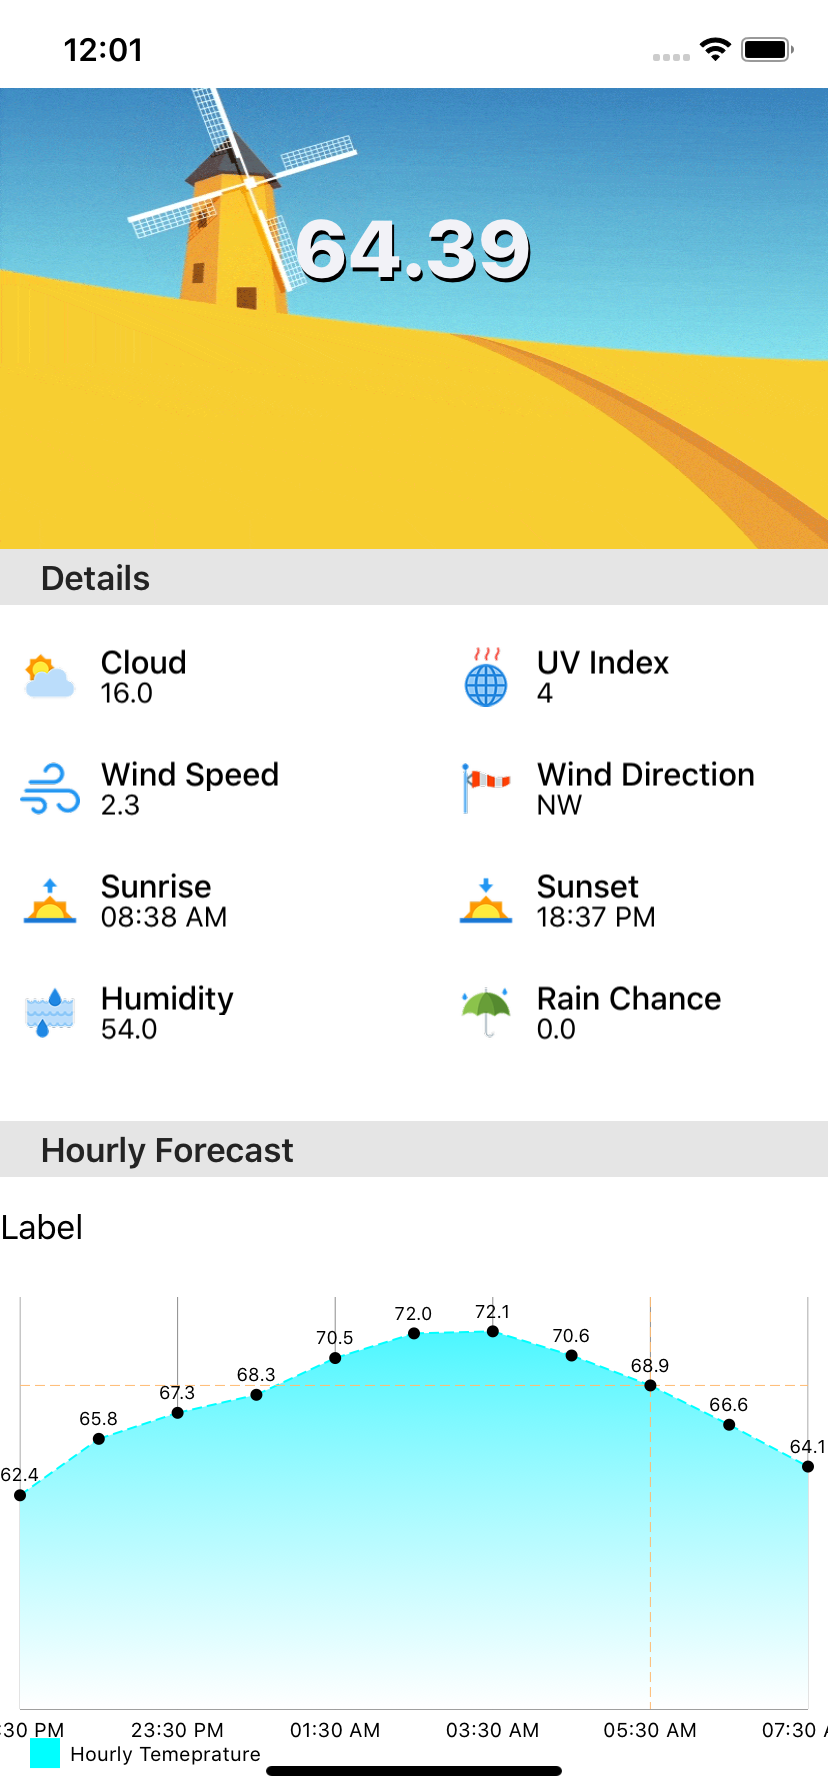 12:01
64.39
Details
Cloud
16.0
UV Index
4
Wind Speed
2.3
Wind Direction
NW
Sunrise
08:38 AM
Sunset
18:37 PM
Humidity
54.0
Rain Chance
0.0
Hourly Forecast
Label
62.4 65.8 67.3 68.3 70.5 72.0 72.1 70.6 68.9 66.6 64.1
:30 PM 23:30 PM 01:30 AM 03:30 AM 05:30 AM 07:30
Hourly Temeprature